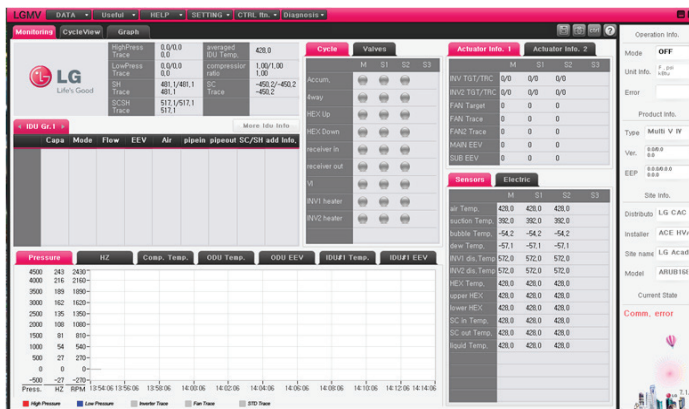 LGMV DATA Useful HELP SETTING CTRL ftn. Diagnosis
Monitoring CycleView Graph
Operation Info.
Mode OFF
Unit Info.
Error
Product Info.
Type Multi V IV
Ver. 0.0.0/0.0
0.0
EEP 0.0.0/0.0.0
0.0.0
Site Info.
Distributo LG CAC
Installer ACE HV
Site name LG Acad
Model ARUB16
Current State
Comm. error
LG
Life's Good
HighPress Trace 0.0/0.0 0.0 averaged IDU Temp. 428.0
LowPress Trace 0.0/0.0 0.0 compression ratio 1.00/1.00 1.00
SH Trace 481.1/481.1 481.1 SC Trace -450.2/-450.2 -450.2
SCSH Trace 517.1/517.1 517.1
< IDU Gr.1 > More Idu Info
Capa Mode Flow EEV Air pipein pipeout SC/SH add Info.
Cycle Valves
M S1 S2 S3
Accum.
4way
HEX Up
HEX Down
receiver in
receiver out
VI
INV1 heater
INV2 heater
Actuator Info. 1 Actuator Info. 2
M S1 S2 S3
INV TGT/TRC 0/0 0/0 0/0
INV2 TGT/TRC 0/0 0/0 0/0
FAN Target 0 0 0
FAN Trace 0 0 0
FAN2 Trace 0 0 0
MAIN EEV 0 0 0
SUB EEV 0 0 0
Sensors Electric
M S1 S2 S3
air Temp. 428.0 428.0 428.0
suction Temp. 392.0 392.0 392.0
bubble Temp. -54.2 -54.2 -54.2
dew Temp. -57.1 -57.1 -57.1
INV1 dis.Temp 572.0 572.0 572.0
INV2 dis.Temp 572.0 572.0 572.0
HEX Temp. 428.0 428.0 428.0
upper HEX 428.0 428.0 428.0
lower HEX 428.0 428.0 428.0
SC in Temp. 428.0 428.0 428.0
SC out Temp. 428.0 428.0 428.0
liquid Temp. 428.0 428.0 428.0
Pressure HZ Comp. Temp. ODU Temp. ODU EEV IDU#1 Temp. IDU#1 EEV
4500 243 2430
4000 216 2160
3500 189 1890
3000 162 1620
2500 135 1350
2000 108 1080
1500 81 810
1000 54 540
500 27 270
0 0 0
-500 -27 -270
Press. HZ RPM 13:54:06 13:56:06 13:58:06 14:00:06 14:02:06 14:04:06 14:06:06 14:08:06 14:10:06 14:12:06 14:14:06
High Pressure Low Pressure Inverter Trace Fan Trace STD Trace